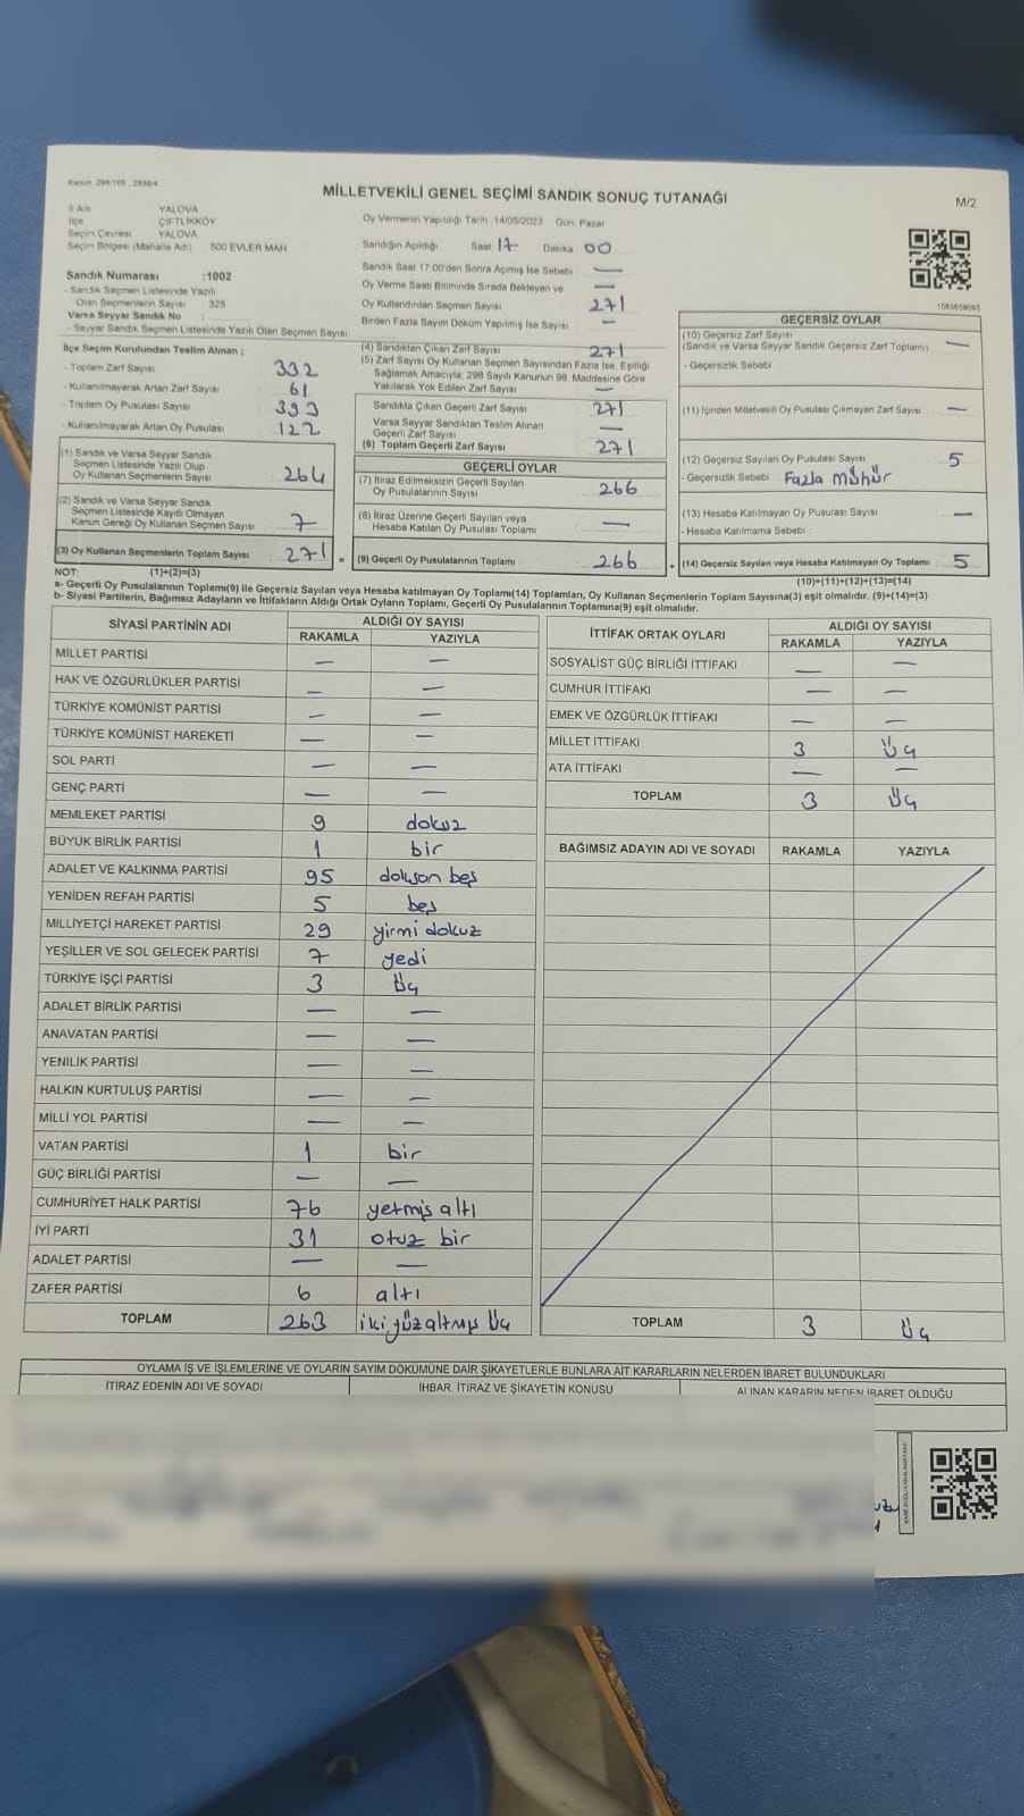 MİLLETVEKİLİ GENEL SEÇİMİ SANDIK SONUÇ TUTANAĞI
M/2
YALOVA
İlçe ÇİFTLİKKÖY
Seçim Çevresi YALOVA
Seçim Bölgesi (Mahalle Adı) 500 EVLER MAH
Sandık Numarası :1002
- Sandık Seçmen Listesinde Yazılı
Olan Seçmenlerin Sayısı 325
Varsa Seyyar Sandık No :
- Seyyar Sandık Seçmen Listesinde Yazılı Olan Seçmen Sayısı
Oy Vermenin Yapıldığı Tarih 14/05/2023 Gün: Pazar
Sandığın Açıldığı Saat 17 Dakika 00
Sandık Saat 17:00'den Sonra Açılmış İse Sebebi —
Oy Verme Saati Bitiminde Sırada Bekleyen ve —
Oy Kullandırılan Seçmen Sayısı 271
Birden Fazla Sayım Döküm Yapılmış İse Sayısı —
İlçe Seçim Kurulundan Teslim Alınan ;
- Toplam Zarf Sayısı 332
- Kullanılmayarak Artan Zarf Sayısı 61
- Toplam Oy Pusulası Sayısı 393
- Kullanılmayarak Artan Oy Pusulası 122
(1) Sandık ve Varsa Seyyar Sandık
Seçmen Listesinde Yazılı Olup
Oy Kullanan Seçmenlerin Sayısı 264
(2) Sandık ve Varsa Seyyar Sandık
Seçmen Listesinde Kayıtlı Olmayan
Kanun Gereği Oy Kullanan Seçmen Sayısı 7
(3) Oy Kullanan Seçmenlerin Toplam Sayısı 271
NOT: (1)+(2)=(3)
(4) Sandıktan Çıkan Zarf Sayısı 271
(5) Zarf Sayısı Oy Kullanan Seçmen Sayısından Fazla İse, Eşitliği
Sağlamak Amacıyla, 298 Sayılı Kanunun 98. Maddesine Göre
Yakılarak Yok Edilen Zarf Sayısı —
Sandıkta Çıkan Geçerli Zarf Sayısı 271
Varsa Seyyar Sandıktan Teslim Alınan
Geçerli Zarf Sayısı —
(6) Toplam Geçerli Zarf Sayısı 271
GEÇERLİ OYLAR
(7) İtiraz Edilmeksizin Geçerli Sayılan
Oy Pusulalarının Sayısı 266
(8) İtiraz Üzerine Geçerli Sayılan veya
Hesaba Katılan Oy Pusulası Toplamı —
(9) Geçerli Oy Pusulalarının Toplamı 266
GEÇERSİZ OYLAR
(10) Geçersiz Zarf Sayısı
(Sandık ve Varsa Seyyar Sandık Geçersiz Zarf Toplamı) —
- Geçersizlik Sebebi
(11) İçinden Milletvekili Oy Pusulası Çıkmayan Zarf Sayısı —
(12) Geçersiz Sayılan Oy Pusulası Sayısı 5
- Geçersizlik Sebebi Fazla mühür
(13) Hesaba Katılmayan Oy Pusulası Sayısı —
- Hesaba Katılmama Sebebi
(14) Geçersiz Sayılan veya Hesaba Katılmayan Oy Toplamı 5
(10)+(11)+(12)+(13)=(14)
a- Geçerli Oy Pusulalarının Toplamı(9) ile Geçersiz Sayılan veya Hesaba katılmayan Oy Toplamı(14) Toplamları, Oy Kullanan Seçmenlerin Toplam Sayısına(3) eşit olmalıdır. (9)+(14)=(3)
b- Siyasi Partilerin, Bağımsız Adayların ve İttifakların Aldığı Ortak Oyların Toplamı, Geçerli Oy Pusulalarının Toplamına(9) eşit olmalıdır.
SİYASİ PARTİNİN ADI ALDIĞI OY SAYISI
RAKAMLA YAZIYLA
MİLLET PARTİSİ — —
HAK VE ÖZGÜRLÜKLER PARTİSİ — —
TÜRKİYE KOMÜNİST PARTİSİ — —
TÜRKİYE KOMÜNİST HAREKETİ — —
SOL PARTİ — —
GENÇ PARTİ — —
MEMLEKET PARTİSİ 9 dokuz
BÜYÜK BİRLİK PARTİSİ 1 bir
ADALET VE KALKINMA PARTİSİ 95 doksan beş
YENİDEN REFAH PARTİSİ 5 beş
MİLLİYETÇİ HAREKET PARTİSİ 29 yirmi dokuz
YEŞİLLER VE SOL GELECEK PARTİSİ 7 yedi
TÜRKİYE İŞÇİ PARTİSİ 3 Üç
ADALET BİRLİK PARTİSİ — —
ANAVATAN PARTİSİ — —
YENİLİK PARTİSİ — —
HALKIN KURTULUŞ PARTİSİ — —
MİLLİ YOL PARTİSİ — —
VATAN PARTİSİ 1 bir
GÜÇ BİRLİĞİ PARTİSİ — —
CUMHURİYET HALK PARTİSİ 76 yetmiş altı
İYİ PARTİ 31 otuz bir
ADALET PARTİSİ — —
ZAFER PARTİSİ 6 altı
TOPLAM 263 iki yüz altmış Üç
İTTİFAK ORTAK OYLARI ALDIĞI OY SAYISI
RAKAMLA YAZIYLA
SOSYALİST GÜÇ BİRLİĞİ İTTİFAKI — —
CUMHUR İTTİFAKI — —
EMEK VE ÖZGÜRLÜK İTTİFAKI — —
MİLLET İTTİFAKI 3 Üç
ATA İTTİFAKI — —
TOPLAM 3 Üç
BAĞIMSIZ ADAYIN ADI VE SOYADI RAKAMLA YAZIYLA
TOPLAM 3 Üç
OYLAMA İŞ VE İŞLEMLERİNE VE OYLARIN SAYIM DÖKÜMÜNE DAİR ŞİKAYETLERLE BUNLARA AİT KARARLARIN NELERDEN İBARET BULUNDUKLARI
İTİRAZ EDENİN ADI VE SOYADI İHBAR, İTİRAZ VE ŞİKAYETİN KONUSU ALINAN KARARIN NEDEN İBARET OLDUĞU